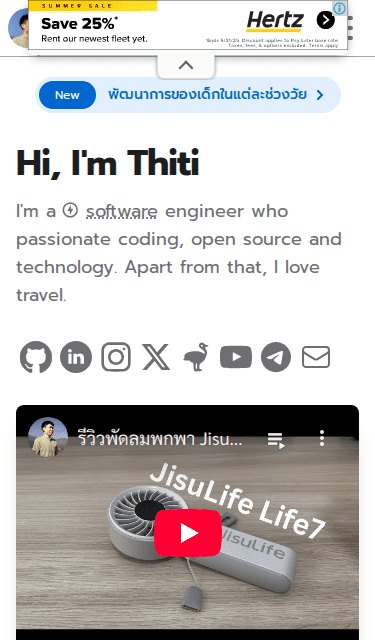 SUMMER SALE
Save 25%*
Rent our newest fleet yet.
Hertz
*Ends 8/31/25. Discount applies to Pay Later base rate.
Taxes, fees, & options excluded. Terms apply.
New
พัฒนาการของเด็กในแต่ละช่วงวัย
Hi, I'm Thiti
I'm a software engineer who
passionate coding, open source and
technology. Apart from that, I love
travel.
รีวิวพัดลมพกพา Jisu...
JisuLife Life7
JisuLife